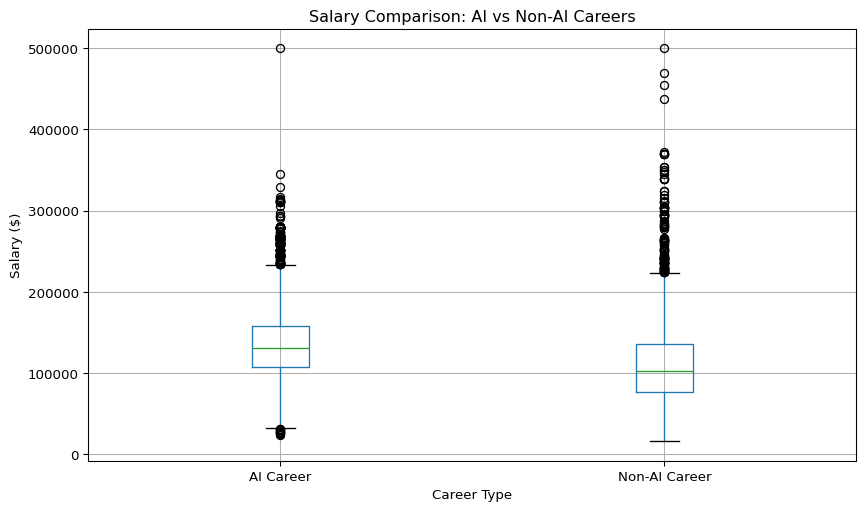 Salary Comparison: AI vs Non-AI Careers
500000
400000
300000
200000
100000
0
Salary ($)
AI Career
Non-AI Career
Career Type